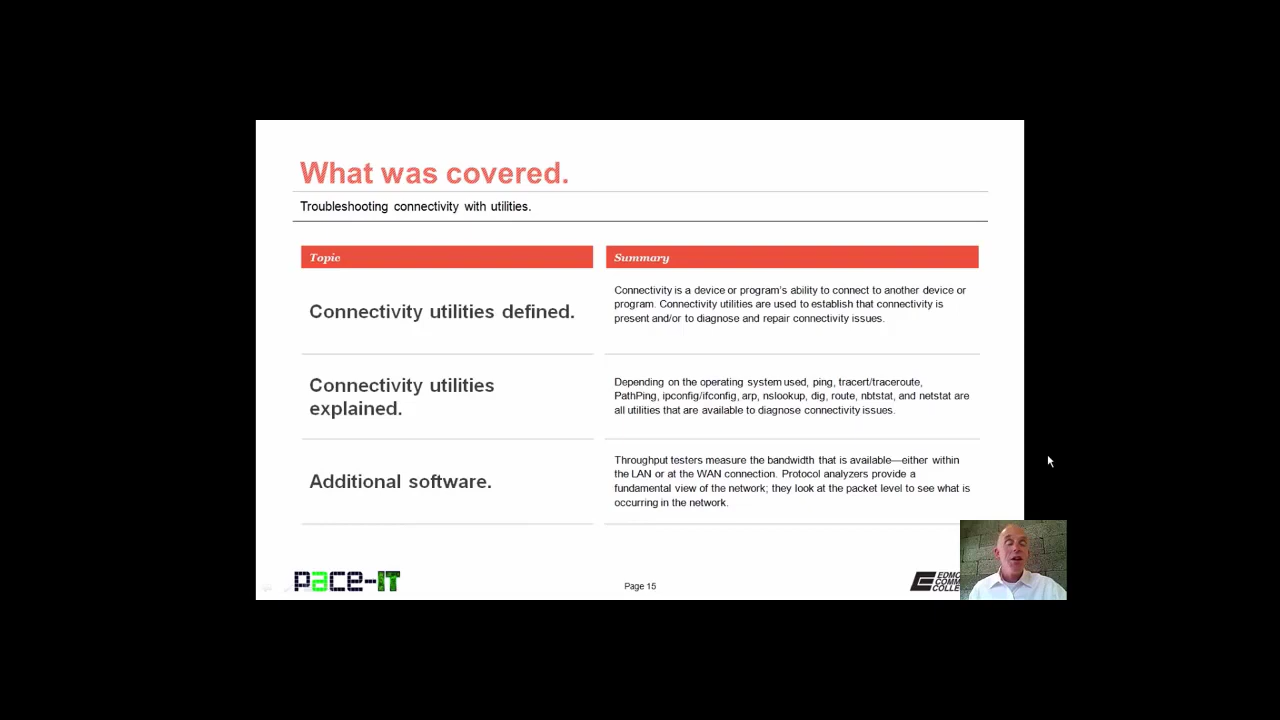 What was covered.
Troubleshooting connectivity with utilities.
Topic
Summary
Connectivity utilities defined.
Connectivity is a device or program's ability to connect to another device or
program. Connectivity utilities are used to establish that connectivity is
present and/or to diagnose and repair connectivity issues.
Connectivity utilities
explained.
Depending on the operating system used, ping, tracert/traceroute,
PathPing, ipconfig/ifconfig, arp, nslookup, dig, route, nbtstat, and netstat are
all utilities that are available to diagnose connectivity issues.
Additional software.
Throughput testers measure the bandwidth that is available—either within
the LAN or at the WAN connection. Protocol analyzers provide a
fundamental view of the network; they look at the packet level to see what is
occurring in the network.
pace-IT
Page 15